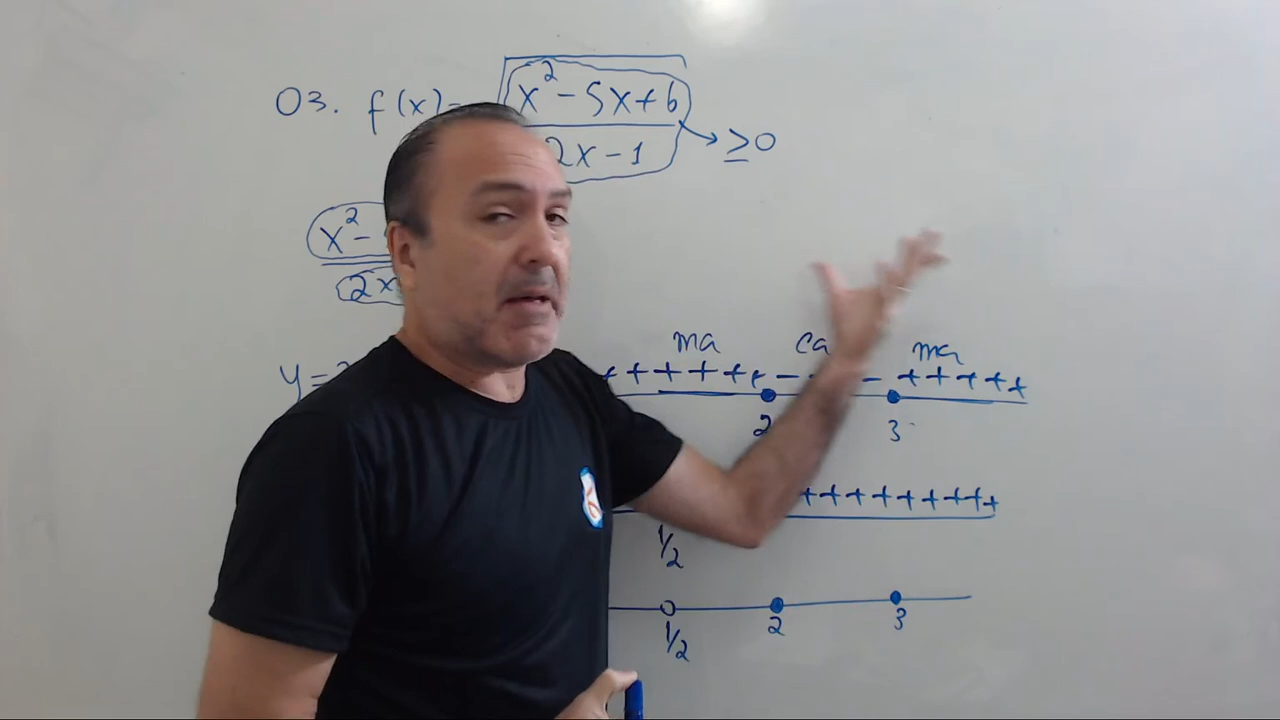 03. f(x) = √(x² - 5x + 6
2x - 1 → ≥ 0
x² -
2x
y =
ma ca ma
+ + + + + + - - + + + + +
2 3
+ + + + + + + + +
1/2
1/2 2 3